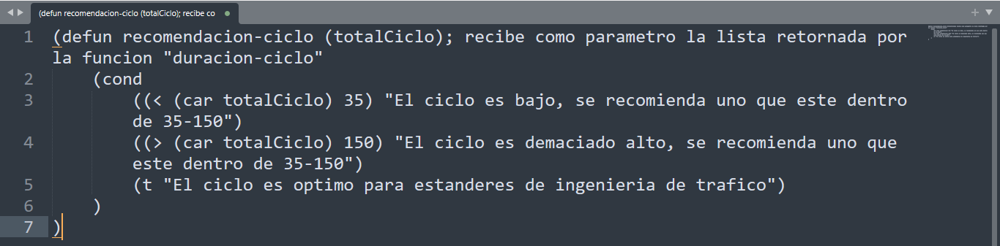 (defun recomendacion-ciclo (totalCiclo); recibe co
1 (defun recomendacion-ciclo (totalCiclo); recibe como parametro la lista retornada por
la funcion "duracion-ciclo"
2 (cond
3 ((< (car totalCiclo) 35) "El ciclo es bajo, se recomienda uno que este dentro
de 35-150")
4 ((> (car totalCiclo) 150) "El ciclo es demaciado alto, se recomienda uno que
este dentro de 35-150")
5 (t "El ciclo es optimo para estanderes de ingenieria de trafico")
6 )
7 )